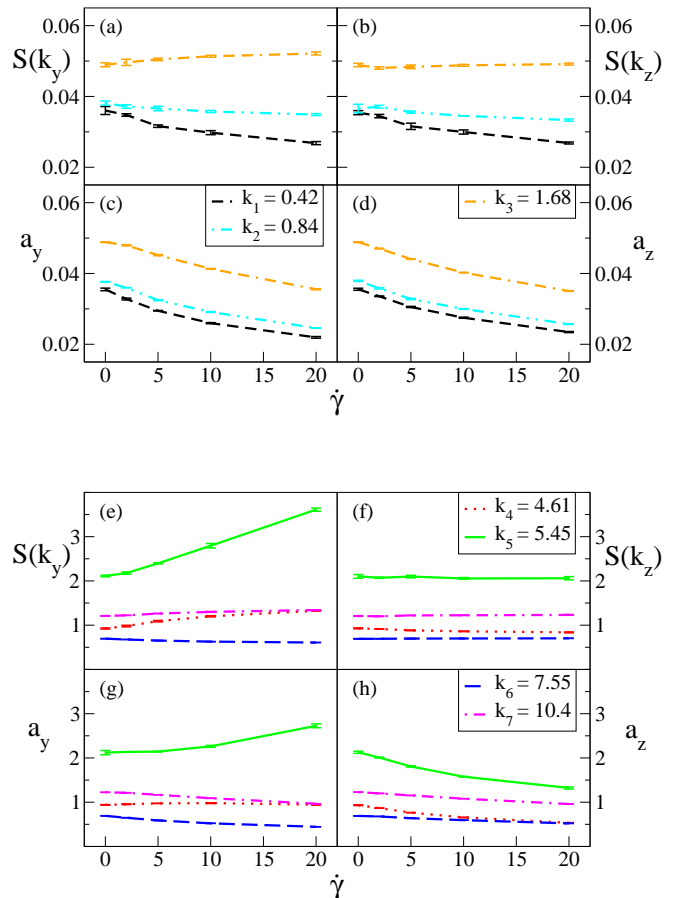 0.06 (a) (b) 0.06
S(k_y) S(k_z)
0.04 0.04
0.02 0.02
0.06 (c) k_1 = 0.42 (d) k_3 = 1.68 0.06
k_2 = 0.84
a_y a_z
0.04 0.04
0.02 0.02
0 5 10 15 20 0 5 10 15 20
γ̇
(e) (f) k_4 = 4.61
k_5 = 5.45
3 3
S(k_y) S(k_z)
2 2
1 1
(g) (h) k_6 = 7.55
k_7 = 10.4
3 3
a_y a_z
2 2
1 1
0 5 10 15 20 0 5 10 15 20
γ̇